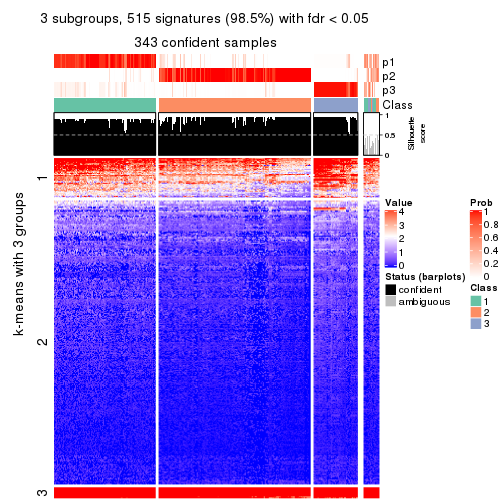 3 subgroups, 515 signatures (98.5%) with fdr < 0.05
343 confident samples
p1
p2
p3
Class
1
0.5
0
Silhouette
score
k-means with 3 groups
1
2
3
Value
4
3
2
1
0
Status (barplots)
confident
ambiguous
Prob
1
0.8
0.6
0.4
0.2
0
Class
1
2
3